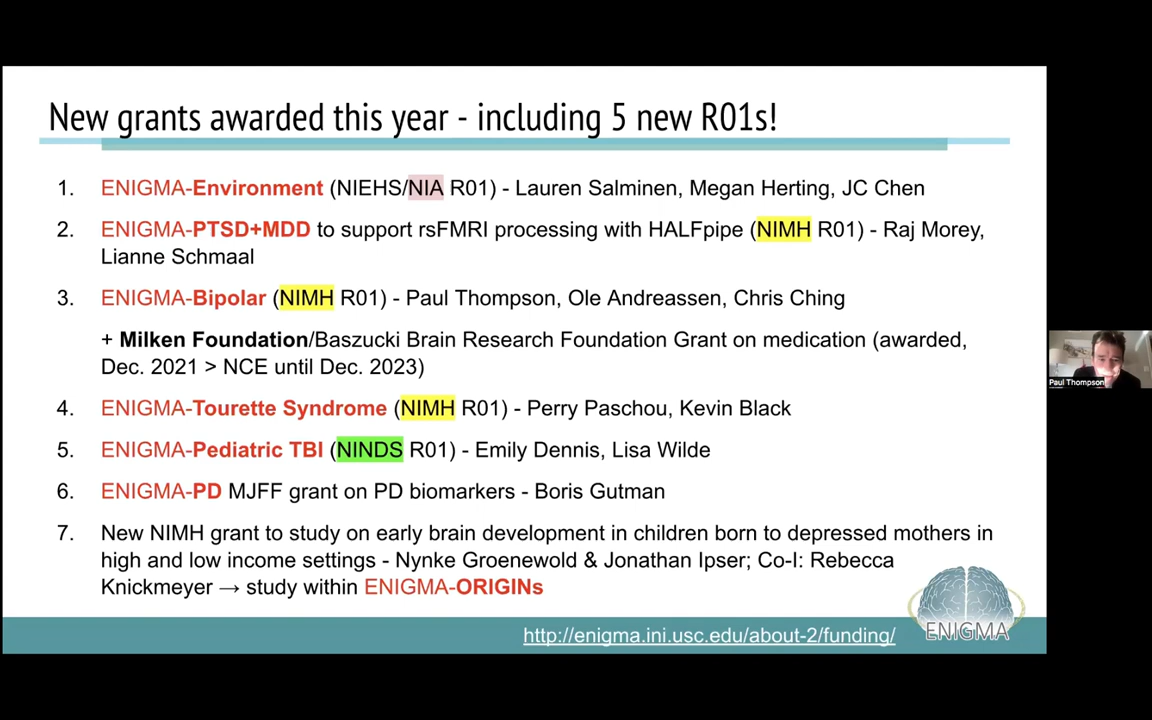 New grants awarded this year - including 5 new R01s!
1. ENIGMA-Environment (NIEHS/NIA R01) - Lauren Salminen, Megan Herting, JC Chen
2. ENIGMA-PTSD+MDD to support rsFMRI processing with HALFpipe (NIMH R01) - Raj Morey,
Lianne Schmaal
3. ENIGMA-Bipolar (NIMH R01) - Paul Thompson, Ole Andreassen, Chris Ching
+ Milken Foundation/Baszucki Brain Research Foundation Grant on medication (awarded,
Dec. 2021 > NCE until Dec. 2023)
4. ENIGMA-Tourette Syndrome (NIMH R01) - Perry Paschou, Kevin Black
5. ENIGMA-Pediatric TBI (NINDS R01) - Emily Dennis, Lisa Wilde
6. ENIGMA-PD MJFF grant on PD biomarkers - Boris Gutman
7. New NIMH grant to study on early brain development in children born to depressed mothers in
high and low income settings - Nynke Groenewold & Jonathan Ipser; Co-I: Rebecca
Knickmeyer → study within ENIGMA-ORIGINs
http://enigma.ini.usc.edu/about-2/funding/
ENIGMA
Paul Thompson